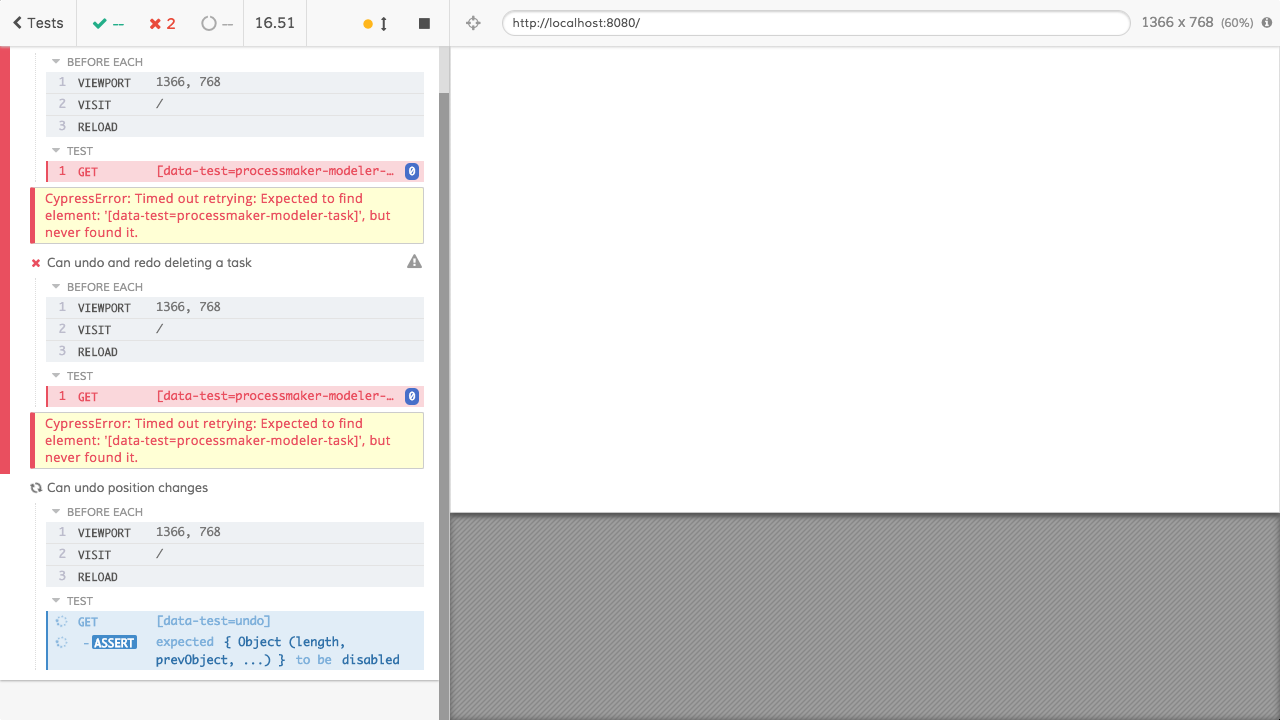 Tests -- 2 -- 16.51 http://localhost:8080/ 1366 x 768 (60%)
BEFORE EACH
1 VIEWPORT 1366, 768
2 VISIT /
3 RELOAD
TEST
1 GET [data-test=processmaker-modeler-… 0
CypressError: Timed out retrying: Expected to find
element: '[data-test=processmaker-modeler-task]', but
never found it.
Can undo and redo deleting a task
BEFORE EACH
1 VIEWPORT 1366, 768
2 VISIT /
3 RELOAD
TEST
1 GET [data-test=processmaker-modeler-… 0
CypressError: Timed out retrying: Expected to find
element: '[data-test=processmaker-modeler-task]', but
never found it.
Can undo position changes
BEFORE EACH
1 VIEWPORT 1366, 768
2 VISIT /
3 RELOAD
TEST
GET [data-test=undo]
- ASSERT expected { Object (length,
prevObject, ...) } to be disabled